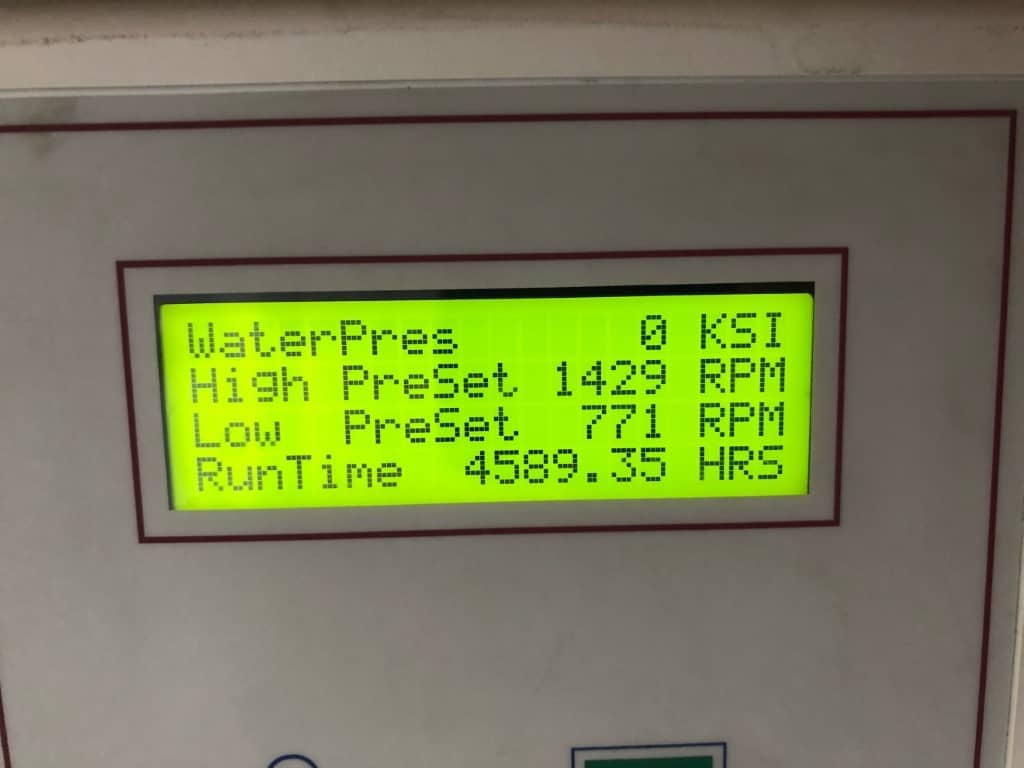 WaterPres 0 KSI
High PreSet 1429 RPM
Low PreSet 771 RPM
RunTime 4589.35 HRS